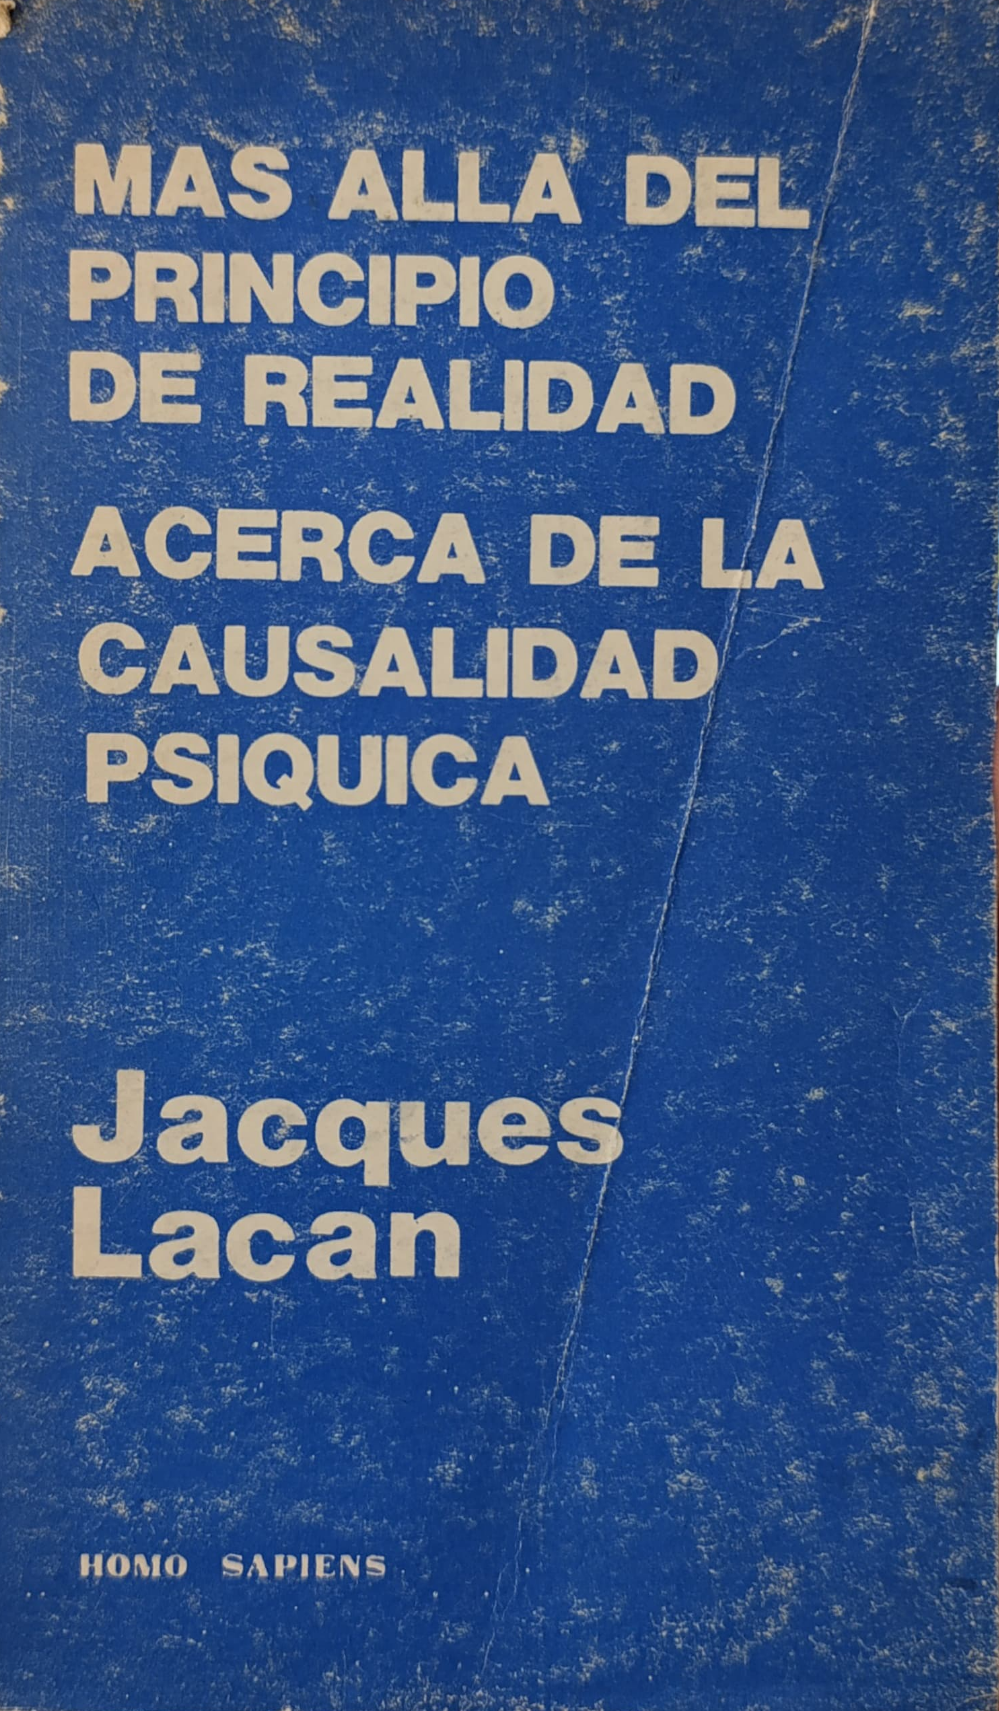 MAS ALLA DEL
PRINCIPIO
DE REALIDAD
ACERCA DE LA
CAUSALIDAD
PSIQUICA
Jacques
Lacan
HOMO SAPIENS